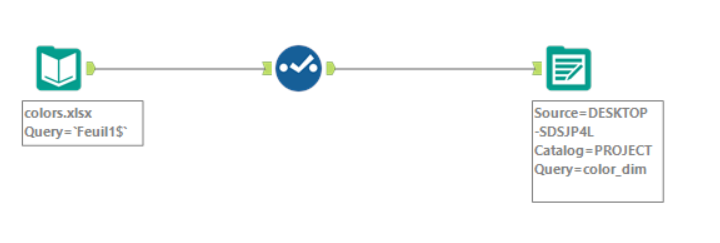 colors.xlsx
Query=`Feuil1$`
Source=DESKTOP
-SDSJP4L
Catalog=PROJECT
Query=color_dim